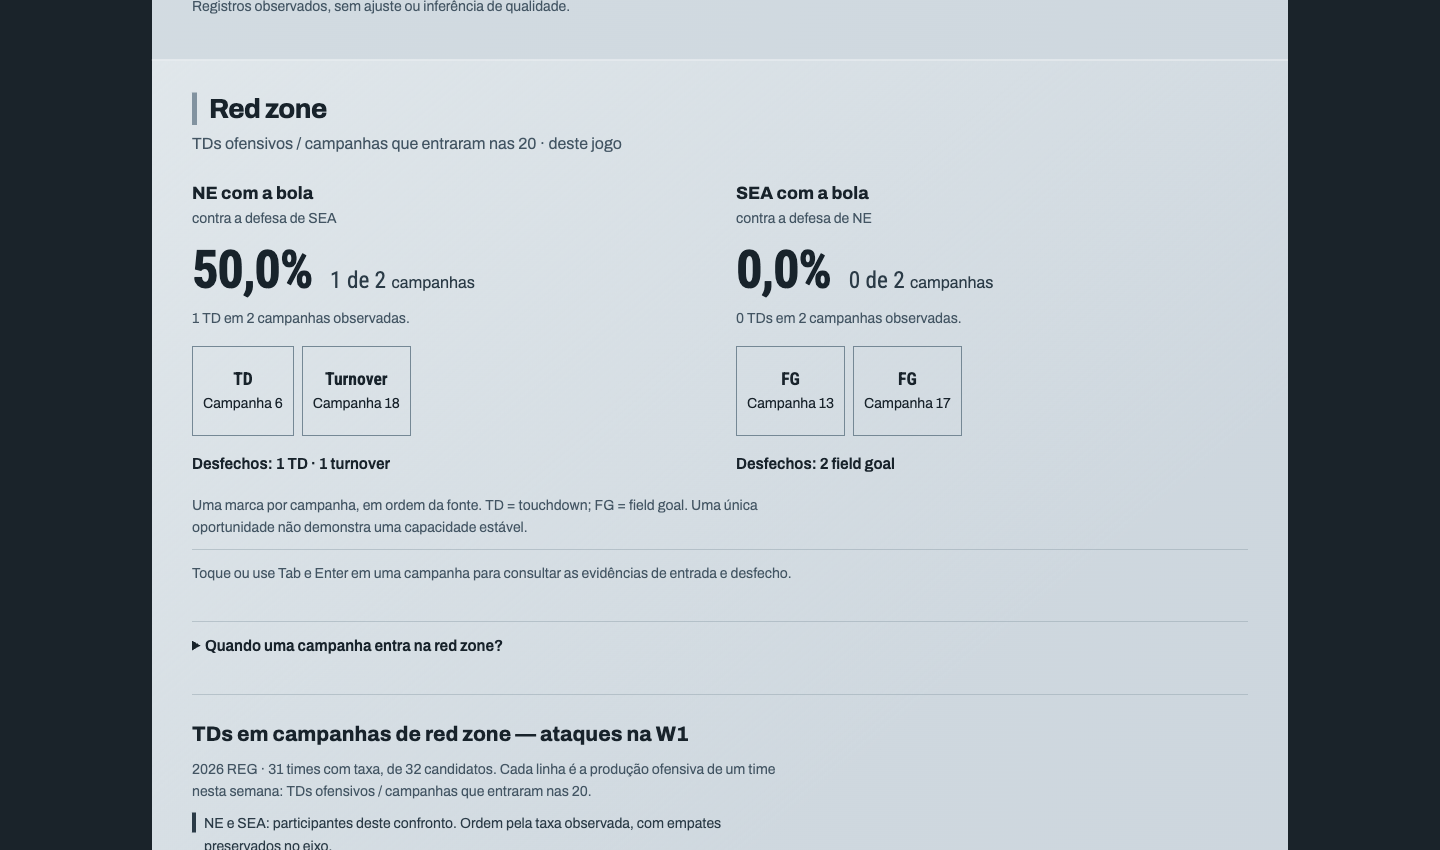 Registros observados, sem ajuste ou inferência de qualidade.
Red zone
TDs ofensivos / campanhas que entraram nas 20 · deste jogo
NE com a bola
contra a defesa de SEA
50,0% 1 de 2 campanhas
1 TD em 2 campanhas observadas.
TD
Campanha 6
Turnover
Campanha 18
Desfechos: 1 TD · 1 turnover
SEA com a bola
contra a defesa de NE
0,0% 0 de 2 campanhas
0 TDs em 2 campanhas observadas.
FG
Campanha 13
FG
Campanha 17
Desfechos: 2 field goal
Uma marca por campanha, em ordem da fonte. TD = touchdown; FG = field goal. Uma única
oportunidade não demonstra uma capacidade estável.
Toque ou use Tab e Enter em uma campanha para consultar as evidências de entrada e desfecho.
Quando uma campanha entra na red zone?
TDs em campanhas de red zone — ataques na W1
2026 REG · 31 times com taxa, de 32 candidatos. Cada linha é a produção ofensiva de um time
nesta semana: TDs ofensivos / campanhas que entraram nas 20.
NE e SEA: participantes deste confronto. Ordem pela taxa observada, com empates
preservados no eixo.